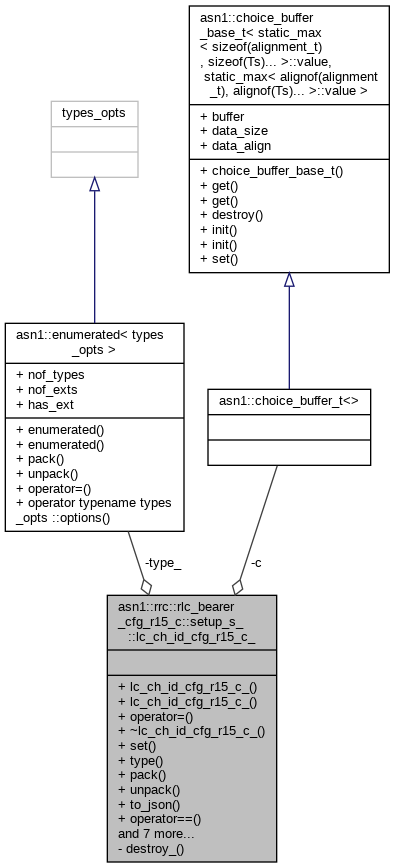 asn1::choice_buffer
_base_t< static_max
< sizeof(alignment_t)
, sizeof(Ts)... >::value,
static_max< alignof(alignment
_t), alignof(Ts)... >::value >
+ buffer
+ data_size
+ data_align
+ choice_buffer_base_t()
+ get()
+ get()
+ destroy()
+ init()
+ init()
+ set()
types_opts
asn1::enumerated< types
_opts >
+ nof_types
+ nof_exts
+ has_ext
+ enumerated()
+ enumerated()
+ pack()
+ unpack()
+ operator=()
+ operator typename types
_opts ::options()
asn1::choice_buffer_t<>
-type_
-c
asn1::rrc::rlc_bearer
_cfg_r15_c::setup_s_
::lc_ch_id_cfg_r15_c_
+ lc_ch_id_cfg_r15_c_()
+ lc_ch_id_cfg_r15_c_()
+ operator=()
+ ~lc_ch_id_cfg_r15_c_()
+ set()
+ type()
+ pack()
+ unpack()
+ to_json()
+ operator==()
and 7 more...
- destroy_()